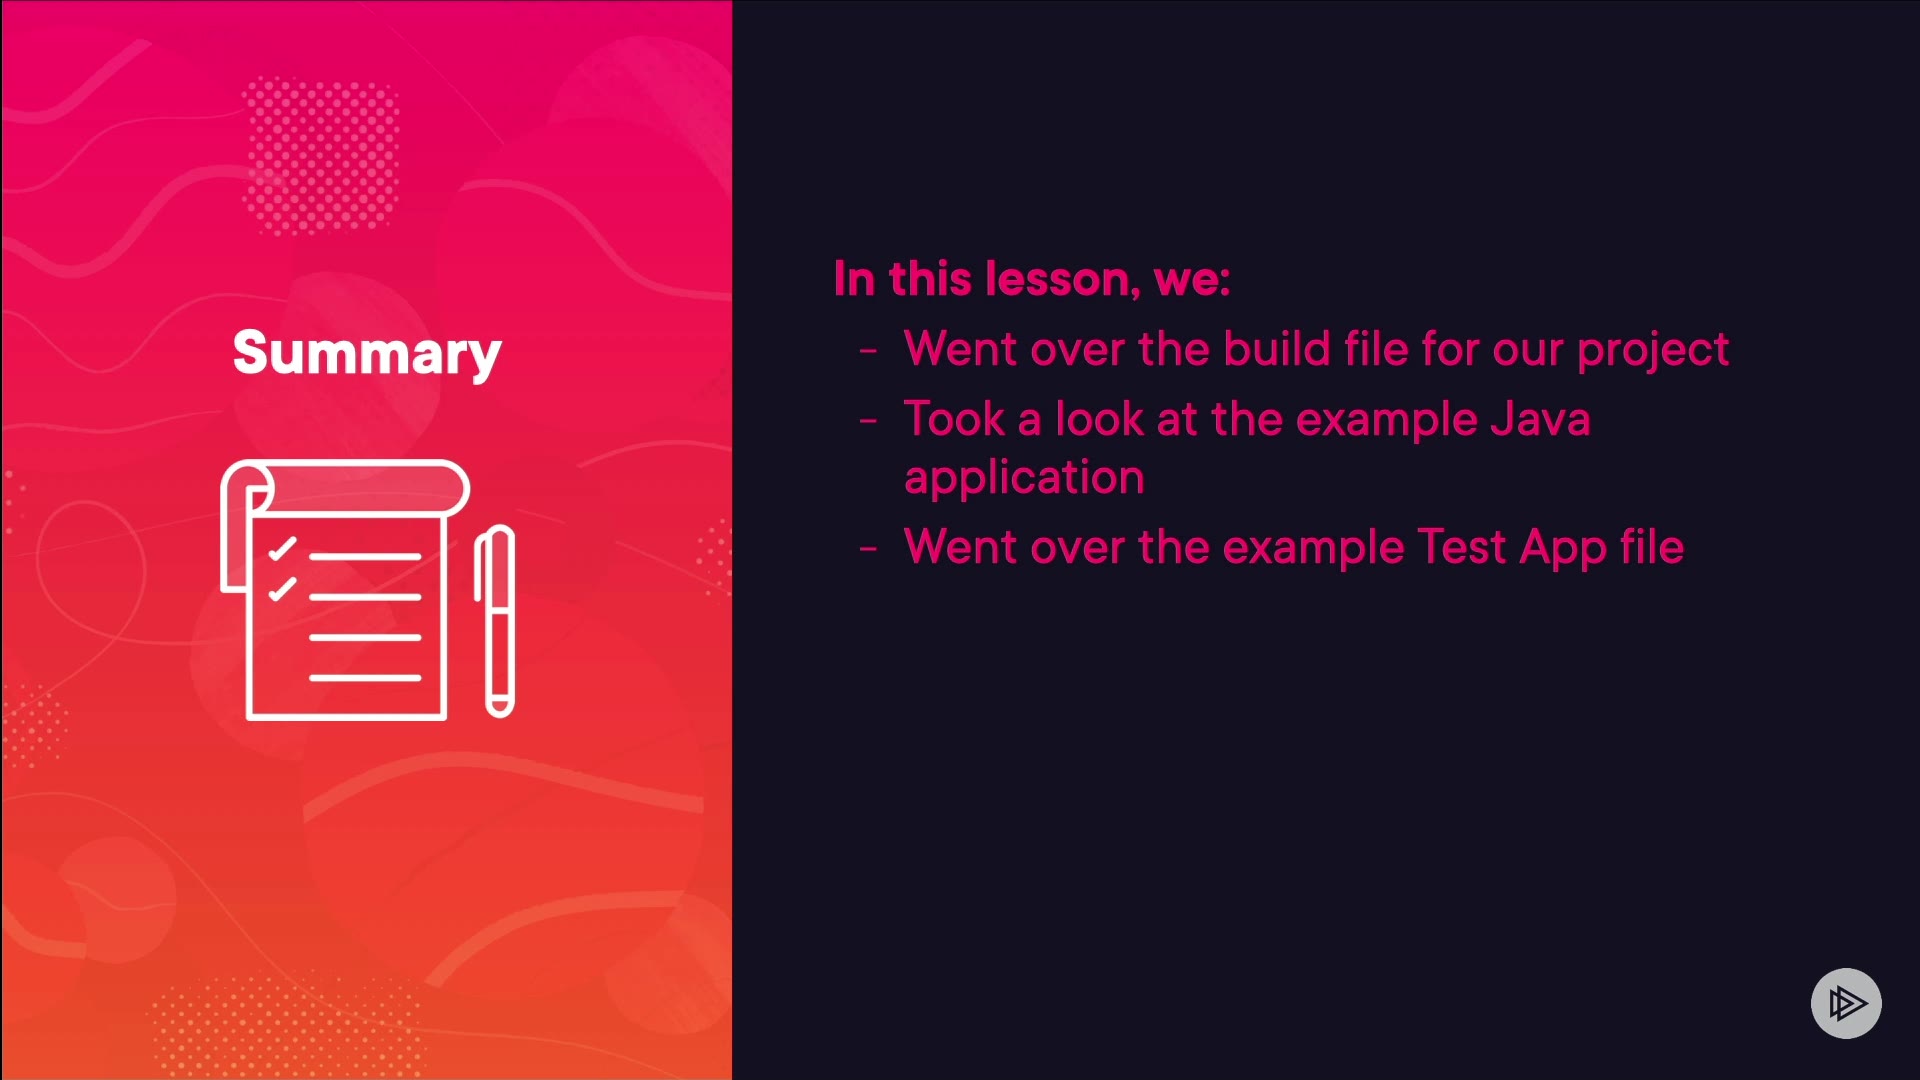 Summary
In this lesson, we:
- Went over the build file for our project
- Took a look at the example Java
application
- Went over the example Test App file